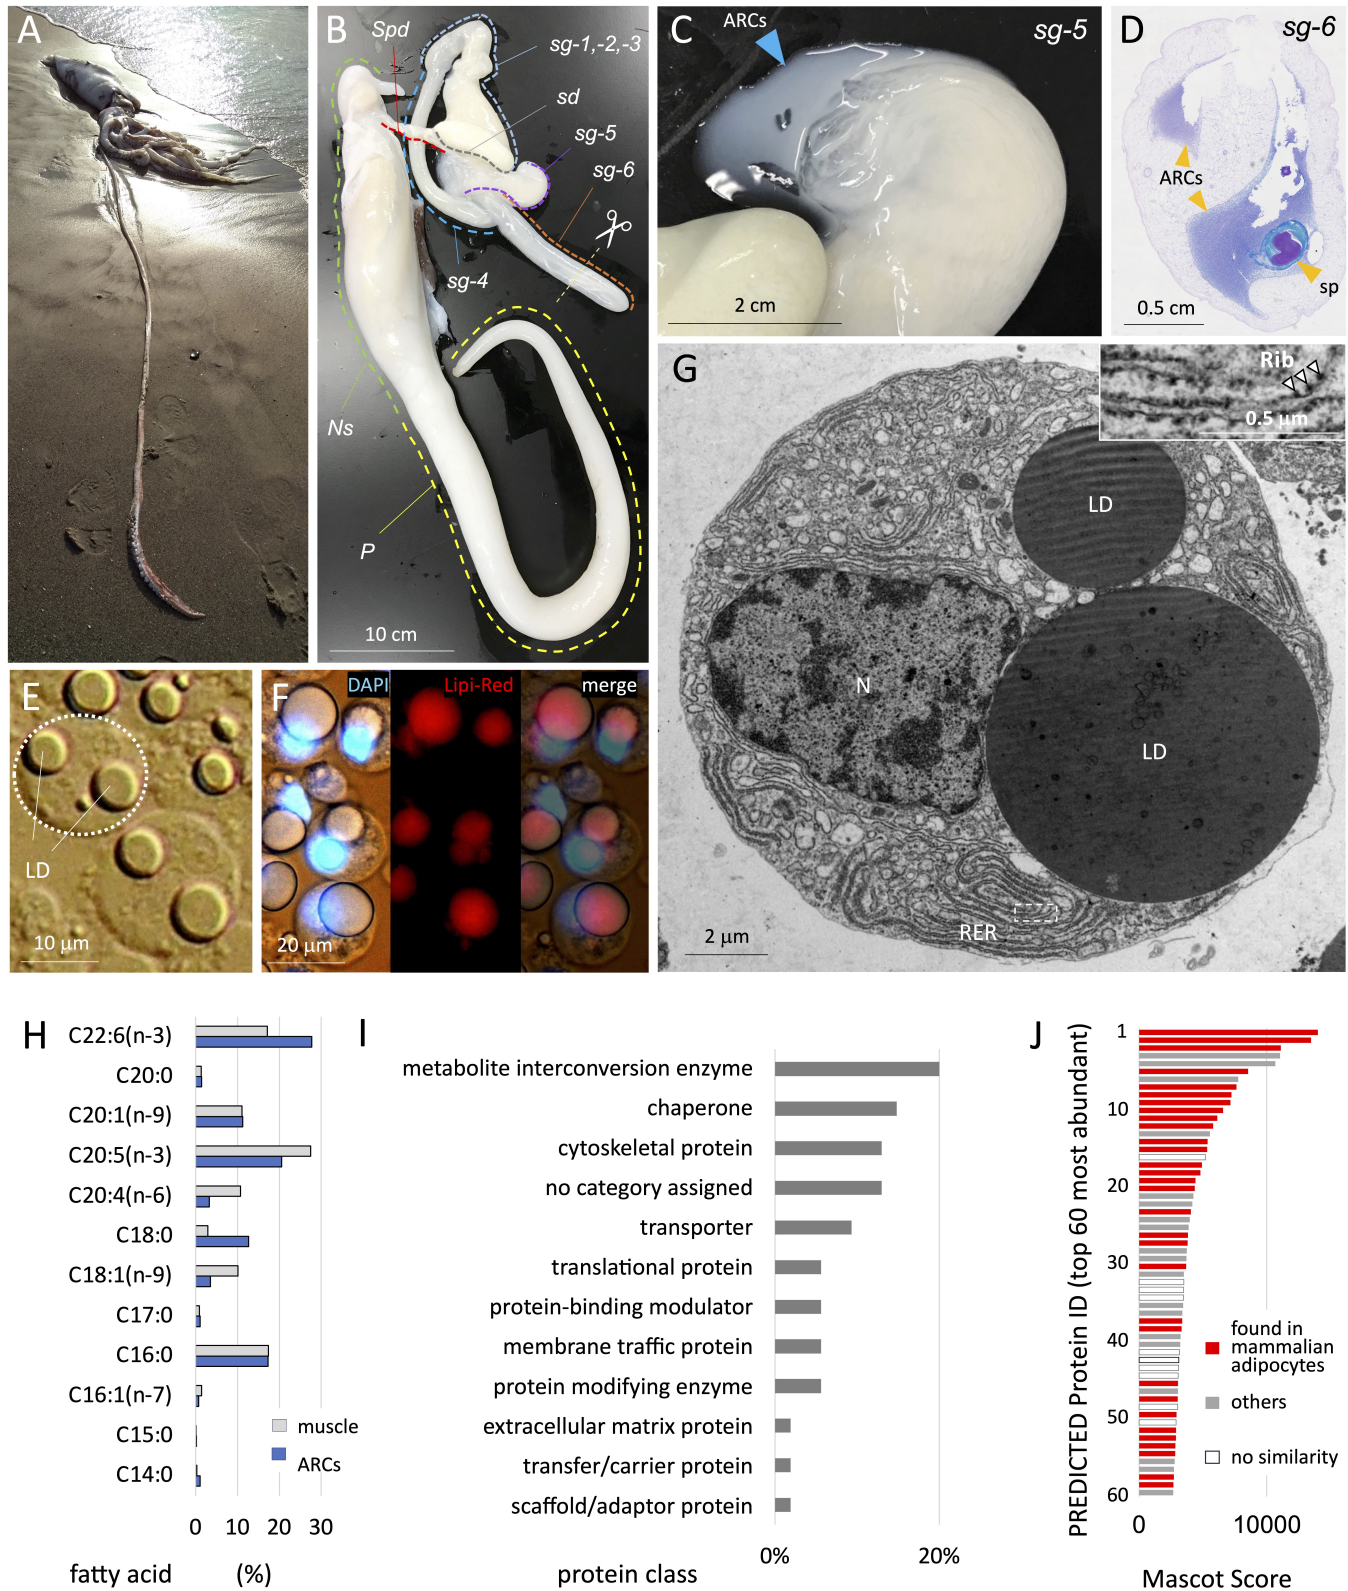 A
B
Spd
sg-1,-2,-3
sd
sg-5
sg-6
sg-4
Ns
P
10 cm
C
ARCs
sg-5
2 cm
D
sg-6
ARCs
sp
0.5 cm
E
LD
10 μm
F
DAPI
Lipi-Red
merge
20 μm
G
Rib
0.5 μm
LD
N
LD
RER
2 μm
H
C22:6(n-3)
C20:0
C20:1(n-9)
C20:5(n-3)
C20:4(n-6)
C18:0
C18:1(n-9)
C17:0
C16:0
C16:1(n-7)
C15:0
C14:0
muscle
ARCs
0 10 20 30
fatty acid (%)
I
metabolite interconversion enzyme
chaperone
cytoskeletal protein
no category assigned
transporter
translational protein
protein-binding modulator
membrane traffic protein
protein modifying enzyme
extracellular matrix protein
transfer/carrier protein
scaffold/adaptor protein
0% 20%
protein class
J
PREDICTED Protein ID (top 60 most abundant)
1
10
20
30
40
50
60
found in
mammalian
adipocytes
others
no similarity
0 10000
Mascot Score